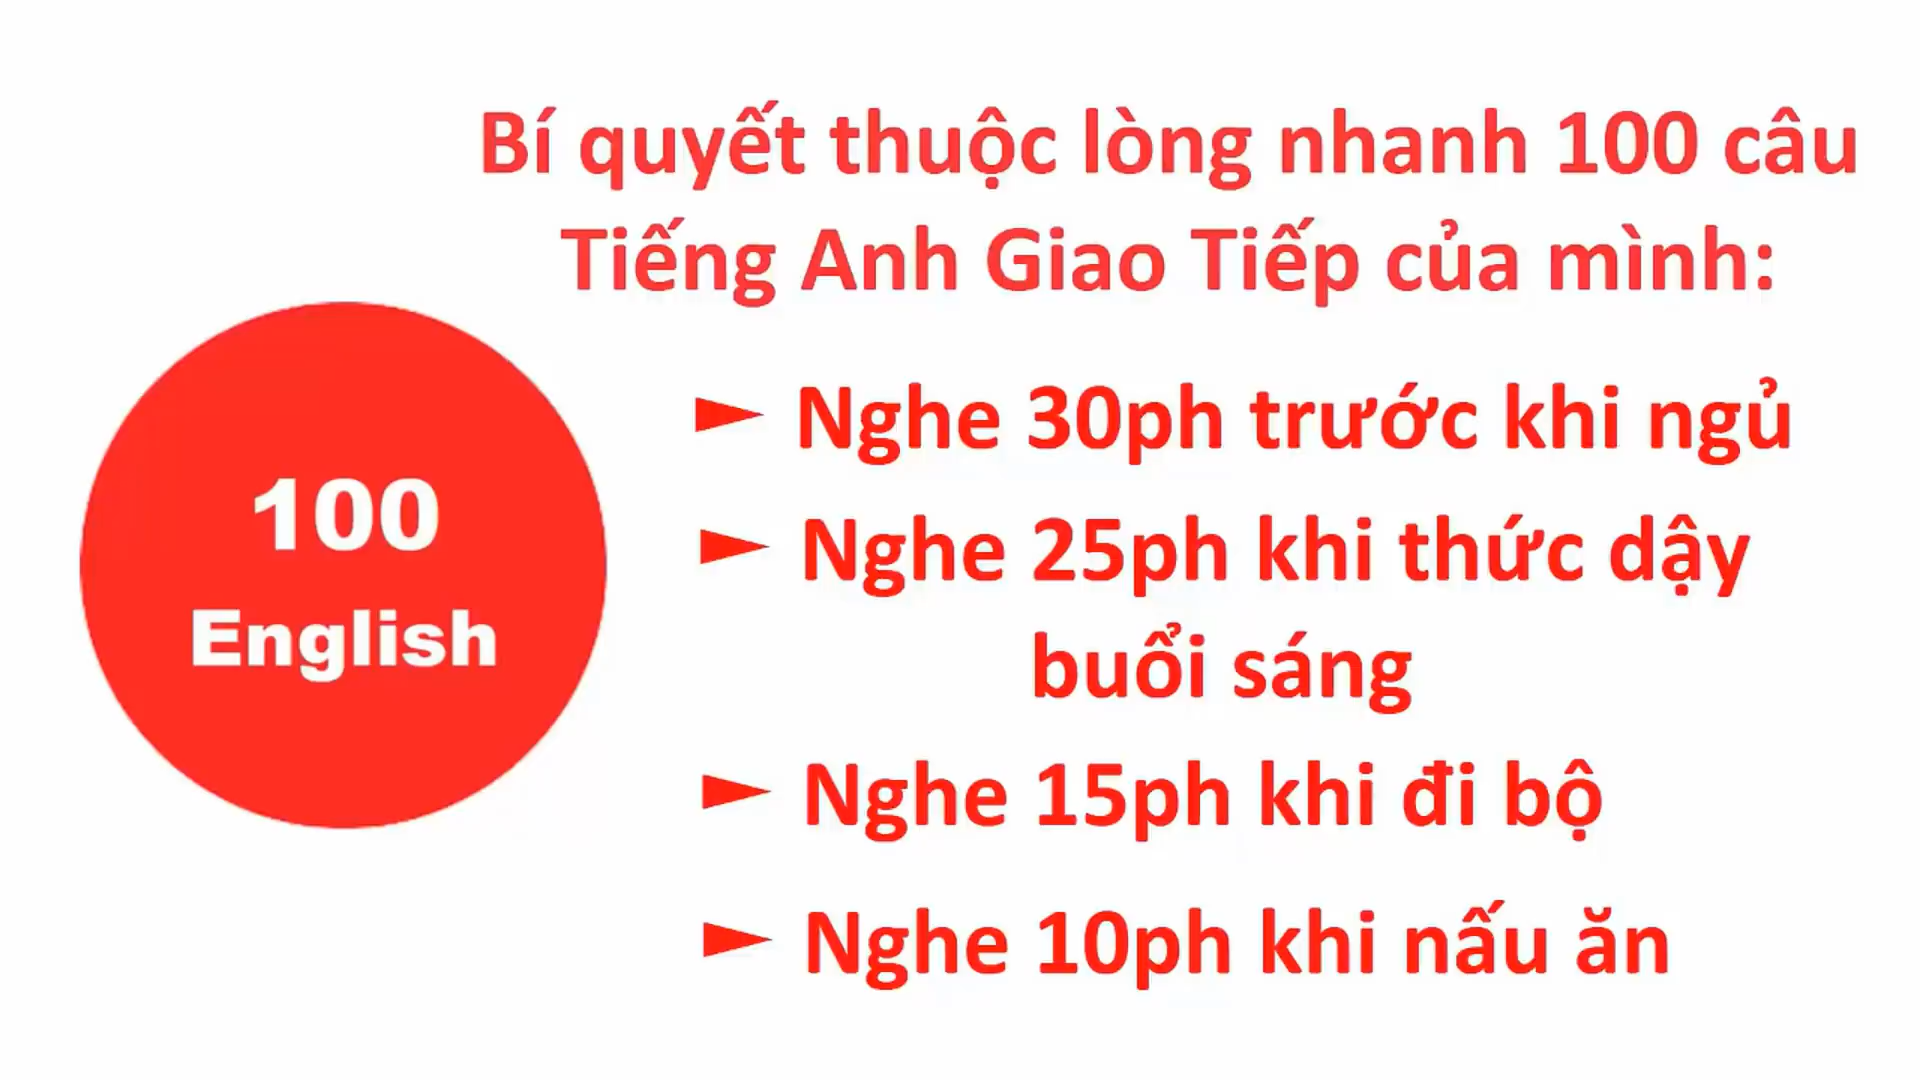 Bí quyết thuộc lòng nhanh 100 câu
Tiếng Anh Giao Tiếp của mình:
100
English
► Nghe 30ph trước khi ngủ
► Nghe 25ph khi thức dậy
buổi sáng
► Nghe 15ph khi đi bộ
► Nghe 10ph khi nấu ăn